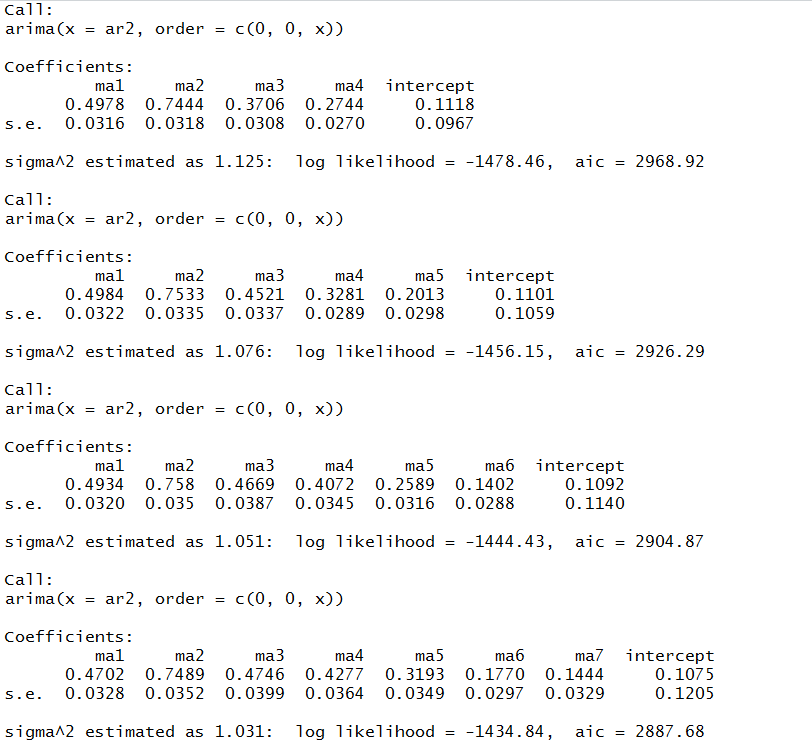 Call:
arima(x = ar2, order = c(0, 0, x))
Coefficients:
ma1 ma2 ma3 ma4 intercept
0.4978 0.7444 0.3706 0.2744 0.1118
s.e. 0.0316 0.0318 0.0308 0.0270 0.0967
sigma^2 estimated as 1.125: log likelihood = -1478.46, aic = 2968.92
Call:
arima(x = ar2, order = c(0, 0, x))
Coefficients:
ma1 ma2 ma3 ma4 ma5 intercept
0.4984 0.7533 0.4521 0.3281 0.2013 0.1101
s.e. 0.0322 0.0335 0.0337 0.0289 0.0298 0.1059
sigma^2 estimated as 1.076: log likelihood = -1456.15, aic = 2926.29
Call:
arima(x = ar2, order = c(0, 0, x))
Coefficients:
ma1 ma2 ma3 ma4 ma5 ma6 intercept
0.4934 0.758 0.4669 0.4072 0.2589 0.1402 0.1092
s.e. 0.0320 0.035 0.0387 0.0345 0.0316 0.0288 0.1140
sigma^2 estimated as 1.051: log likelihood = -1444.43, aic = 2904.87
Call:
arima(x = ar2, order = c(0, 0, x))
Coefficients:
ma1 ma2 ma3 ma4 ma5 ma6 ma7 intercept
0.4702 0.7489 0.4746 0.4277 0.3193 0.1770 0.1444 0.1075
s.e. 0.0328 0.0352 0.0399 0.0364 0.0349 0.0297 0.0329 0.1205
sigma^2 estimated as 1.031: log likelihood = -1434.84, aic = 2887.68